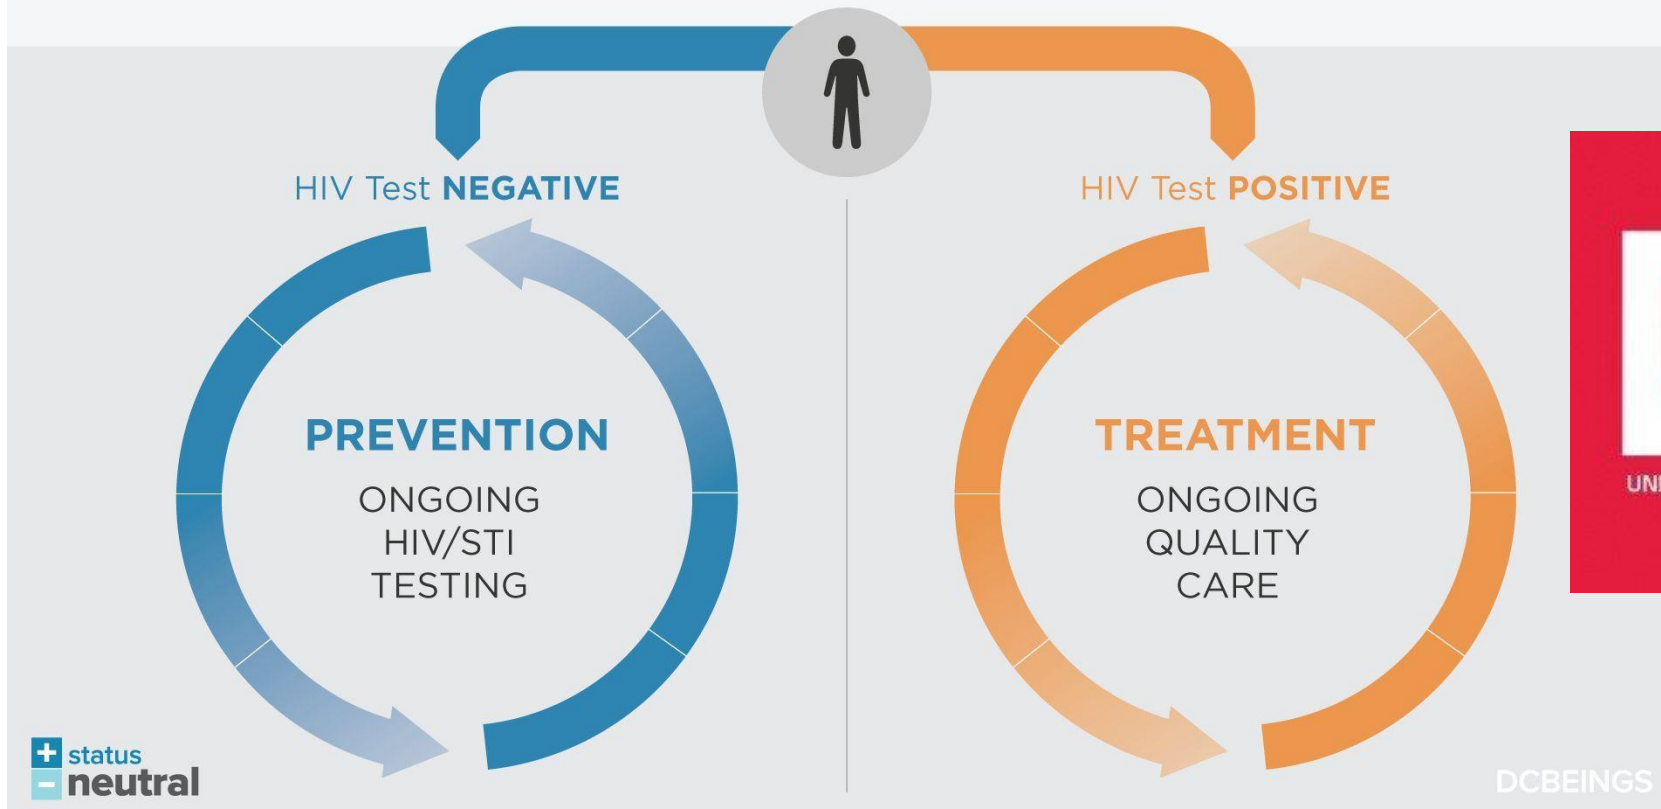 HIV Test NEGATIVE
PREVENTION
ONGOING
HIV/STI
TESTING
HIV Test POSITIVE
TREATMENT
ONGOING
QUALITY
CARE
+ status
- neutral
DCBEINGS